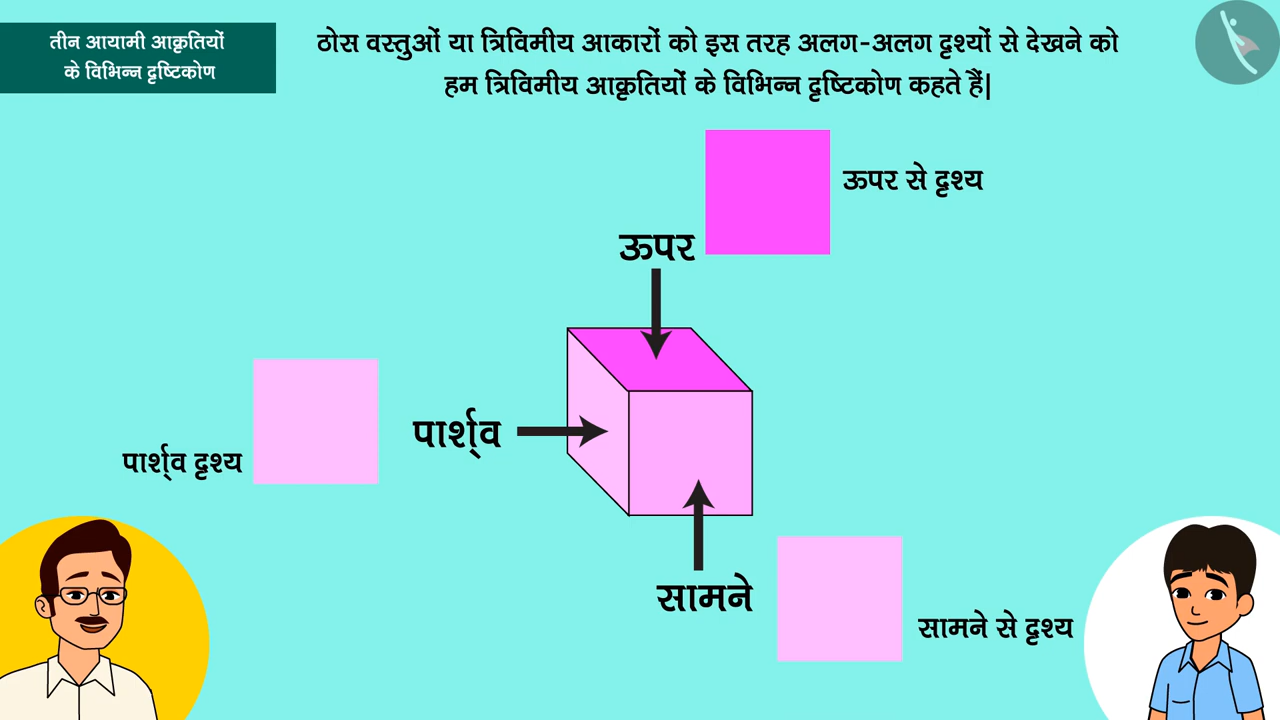 तीन आयामी आकृतियों
के विभिन्न दृष्टिकोण
ठोस वस्तुओं या त्रिविमीय आकारों को इस तरह अलग-अलग दृश्यों से देखने को
हम त्रिविमीय आकृतियों के विभिन्न दृष्टिकोण कहते हैं|
ऊपर से दृश्य
ऊपर
पार्श्व
पार्श्व दृश्य
सामने
सामने से दृश्य